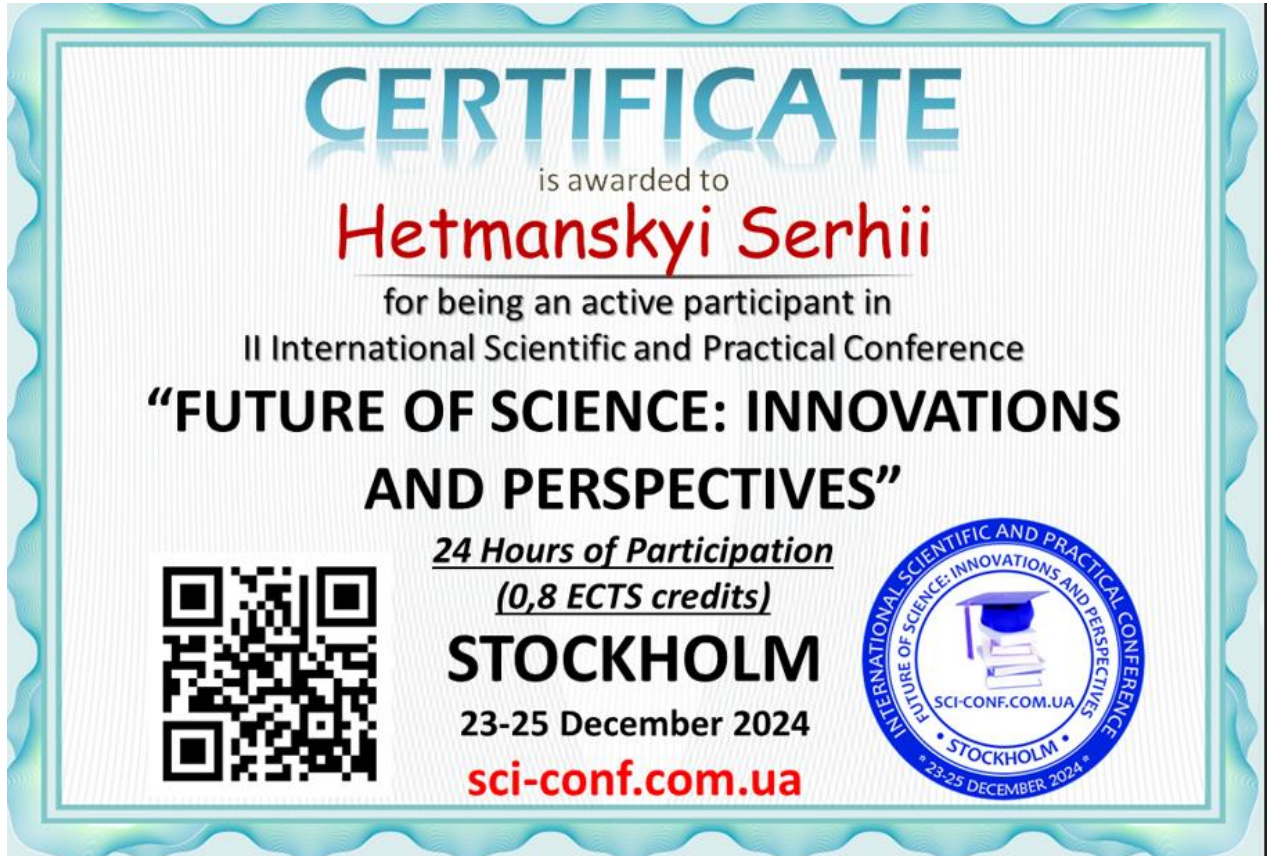 CERTIFICATE
is awarded to
Hetmanskyi Serhii
for being an active participant in
II International Scientific and Practical Conference
“FUTURE OF SCIENCE: INNOVATIONS
AND PERSPECTIVES”
24 Hours of Participation
(0,8 ECTS credits)
STOCKHOLM
23-25 December 2024
sci-conf.com.ua
INTERNATIONAL SCIENTIFIC AND PRACTICAL CONFERENCE
FUTURE OF SCIENCE: INNOVATIONS AND PERSPECTIVES
SCI-CONF.COM.UA
• STOCKHOLM •
* 23-25 DECEMBER 2024 *